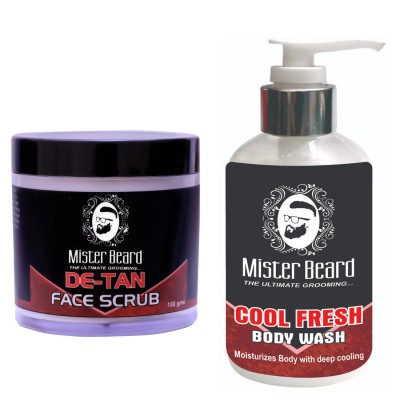 Mister Beard
THE ULTIMATE GROOMING...
DE-TAN
FACE SCRUB
100 gms
Mister Beard
THE ULTIMATE GROOMING...
COOL FRESH
BODY WASH
Moisturizes Body with deep cooling